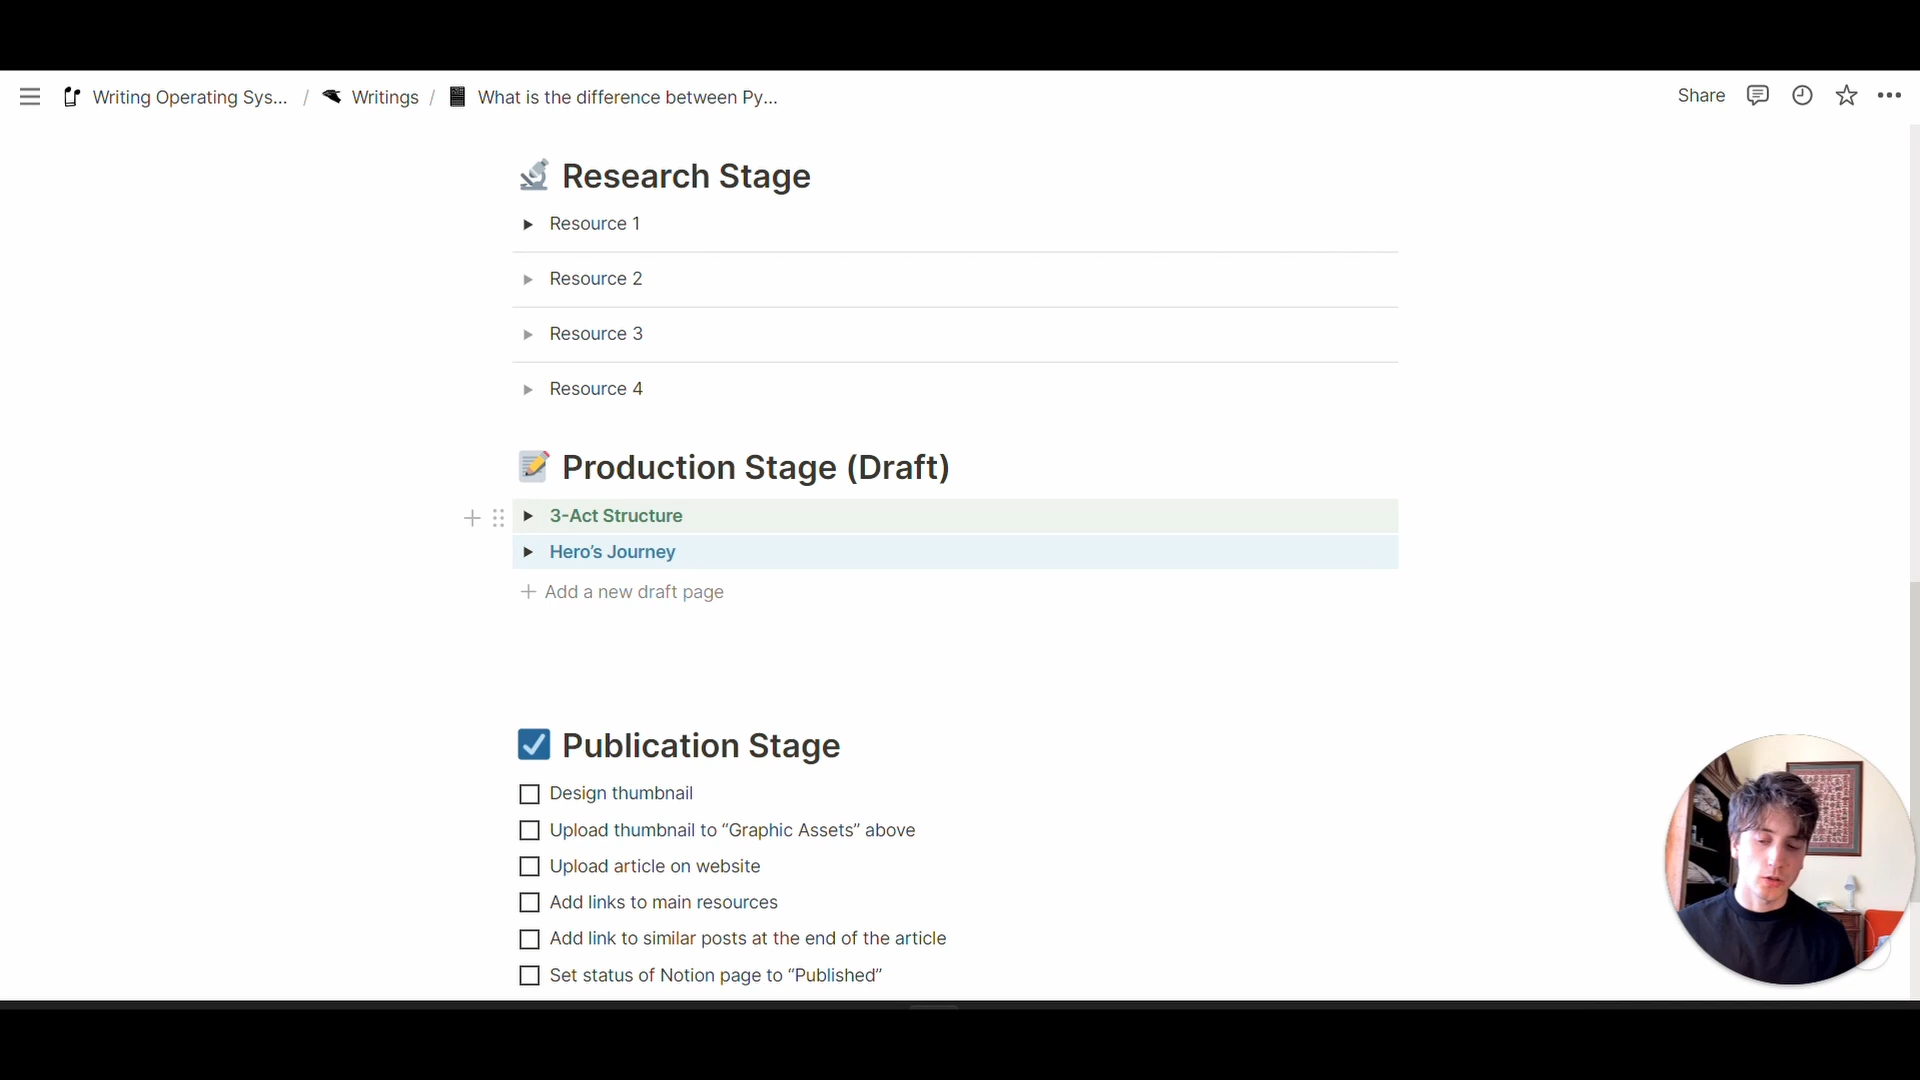 Writing Operating Sys... / Writings / What is the difference between Py...
Share
Research Stage
Resource 1
Resource 2
Resource 3
Resource 4
Production Stage (Draft)
3-Act Structure
Hero’s Journey
Add a new draft page
Publication Stage
Design thumbnail
Upload thumbnail to “Graphic Assets” above
Upload article on website
Add links to main resources
Add link to similar posts at the end of the article
Set status of Notion page to “Published”